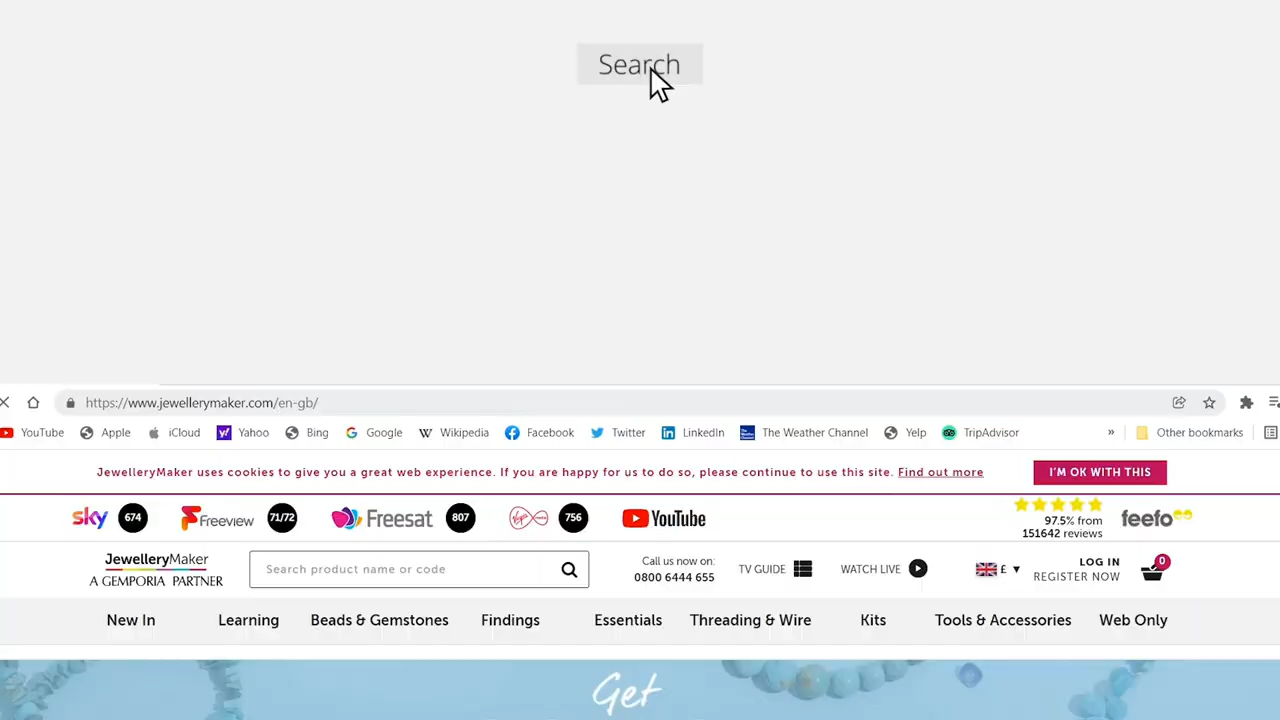 Search
https://www.jewellerymaker.com/en-gb/
YouTube Apple iCloud Yahoo Bing Google Wikipedia Facebook Twitter LinkedIn The Weather Channel Yelp TripAdvisor » Other bookmarks
JewelleryMaker uses cookies to give you a great web experience. If you are happy for us to do so, please continue to use this site. Find out more I'M OK WITH THIS
sky 674 Freeview 71/72 Freesat 807 Virgin media 756 YouTube 97.5% from feefo
151642 reviews
JewelleryMaker Search product name or code Call us now on: TV GUIDE WATCH LIVE £ ▼ LOG IN 0
A GEMPORIA PARTNER 0800 6444 655 REGISTER NOW
New In Learning Beads & Gemstones Findings Essentials Threading & Wire Kits Tools & Accessories Web Only
Get